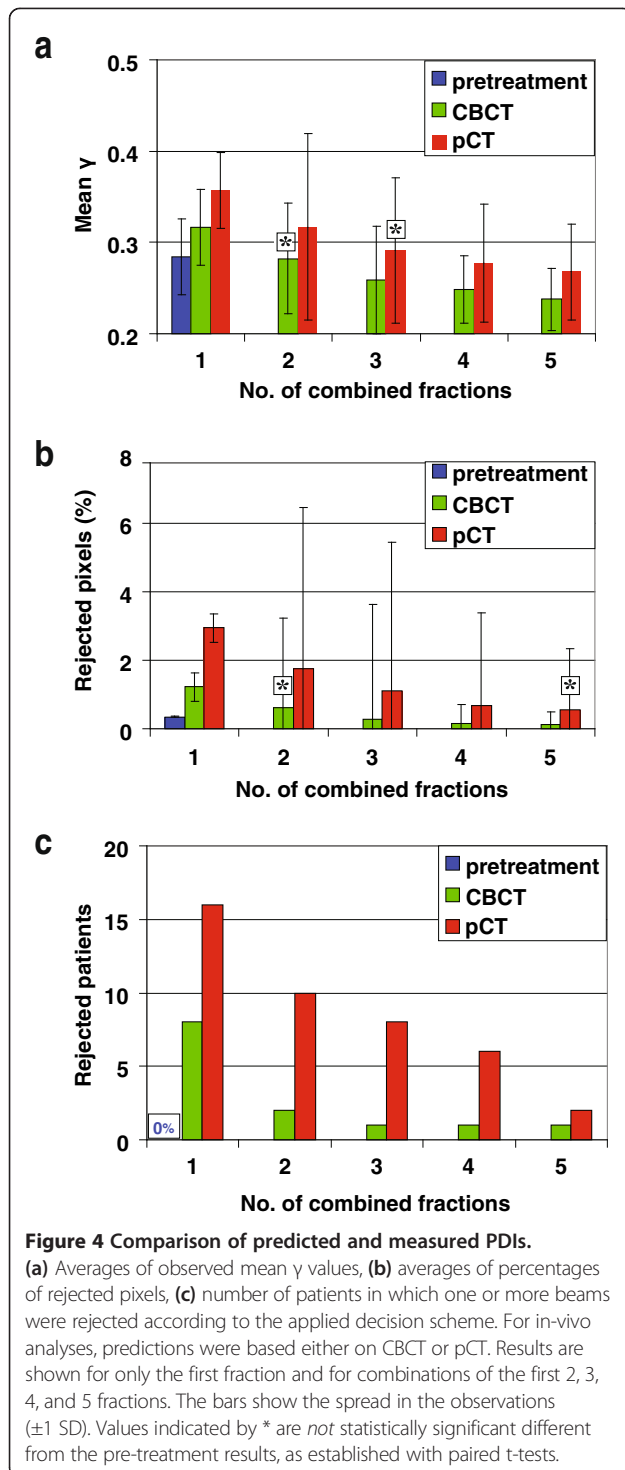 a
0.5
0.4
0.3
0.2
Mean γ
pretreatment
CBCT
pCT
*
*
1 2 3 4 5
No. of combined fractions
b
8
6
4
2
0
Rejected pixels (%)
pretreatment
CBCT
pCT
*
*
1 2 3 4 5
No. of combined fractions
c
20
15
10
5
0
Rejected patients
pretreatment
CBCT
pCT
0%
1 2 3 4 5
No. of combined fractions
Figure 4 Comparison of predicted and measured PDIs.
(a) Averages of observed mean γ values, (b) averages of percentages
of rejected pixels, (c) number of patients in which one or more beams
were rejected according to the applied decision scheme. For in-vivo
analyses, predictions were based either on CBCT or pCT. Results are
shown for only the first fraction and for combinations of the first 2, 3,
4, and 5 fractions. The bars show the spread in the observations
(±1 SD). Values indicated by * are not statistically significant different
from the pre-treatment results, as established with paired t-tests.